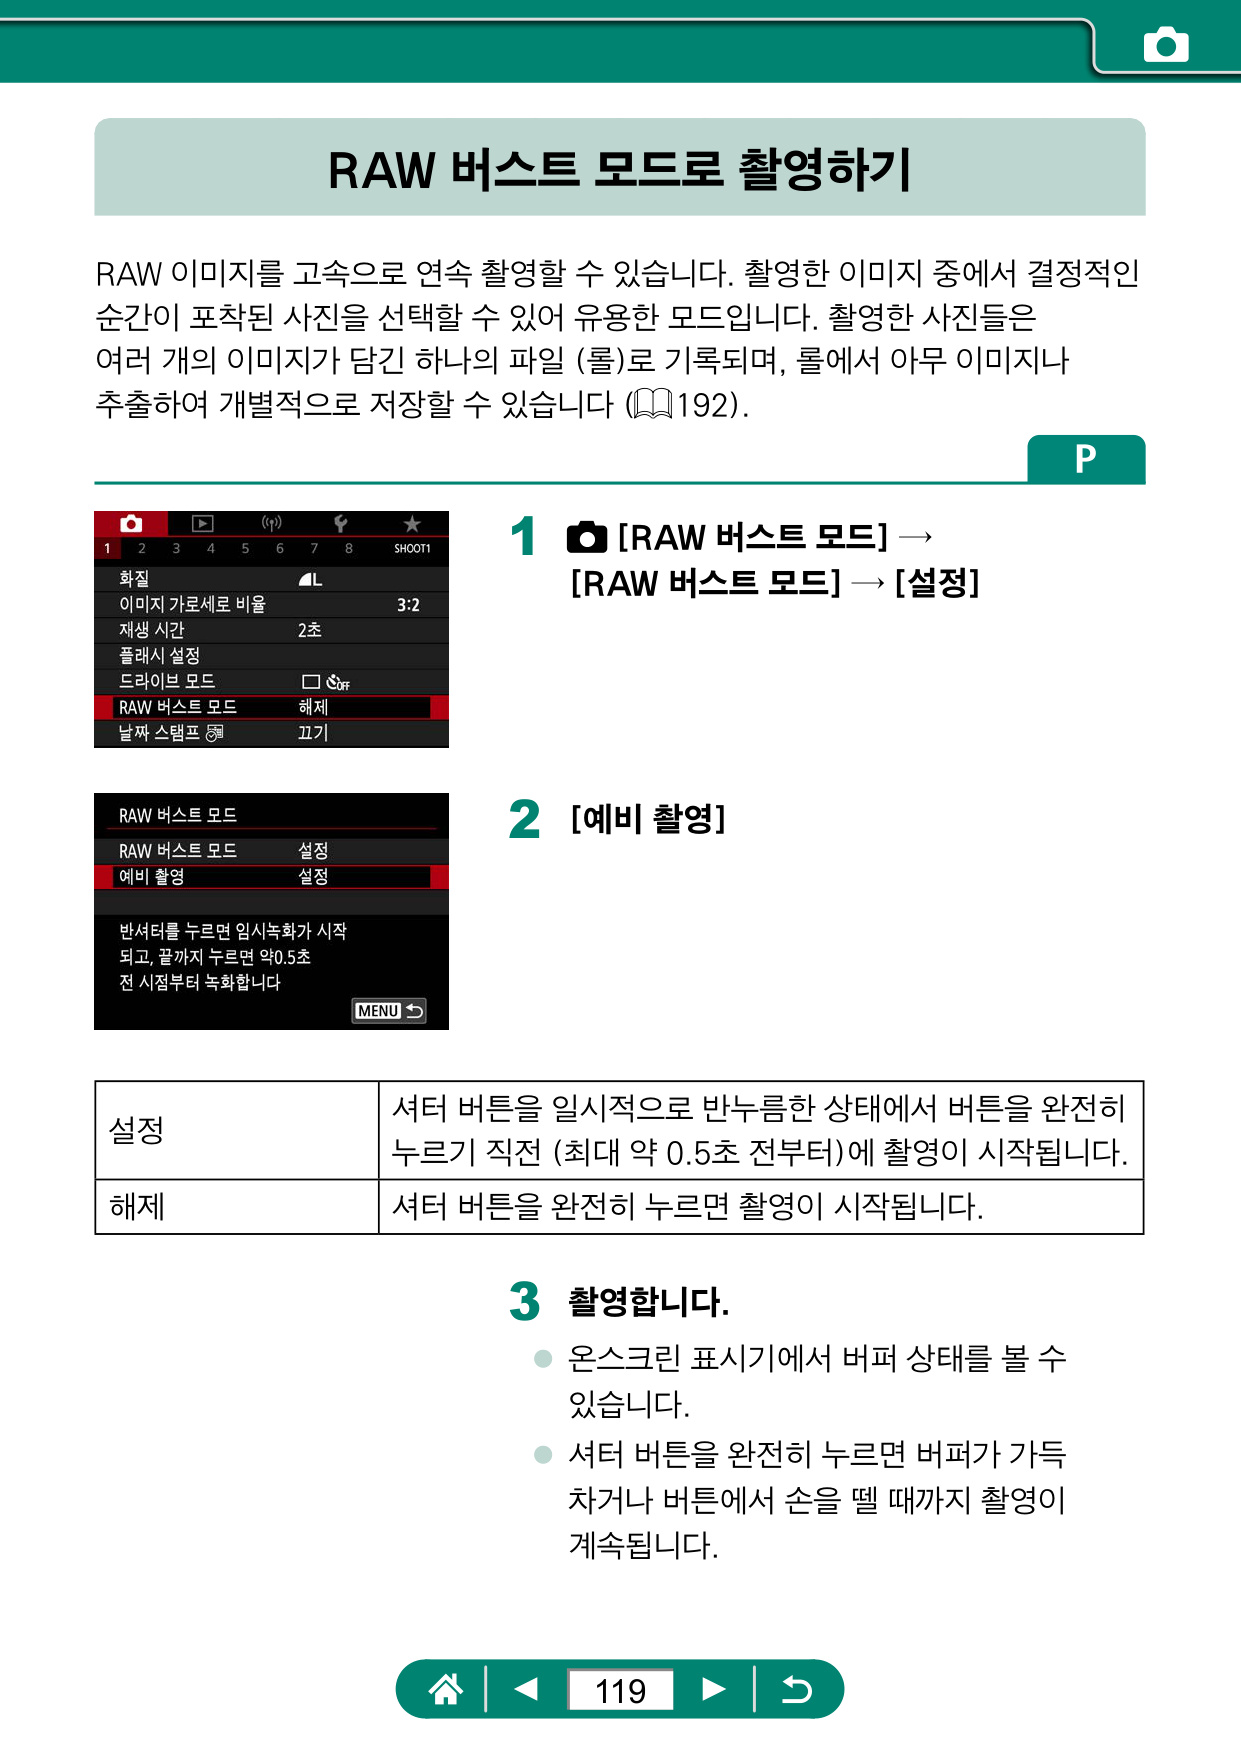 RAW 버스트 모드로 촬영하기
RAW 이미지를 고속으로 연속 촬영할 수 있습니다. 촬영한 이미지 중에서 결정적인
순간이 포착된 사진을 선택할 수 있어 유용한 모드입니다. 촬영한 사진들은
여러 개의 이미지가 담긴 하나의 파일 (롤)로 기록되며, 롤에서 아무 이미지나
추출하여 개별적으로 저장할 수 있습니다 (192).
P
1 2 3 4 5 6 7 8 SHOOT1
화질 L
이미지 가로세로 비율 3:2
재생 시간 2초
플래시 설정
드라이브 모드 OFF
RAW 버스트 모드 해제
날짜 스탬프 끄기
1 [RAW 버스트 모드] →
[RAW 버스트 모드] → [설정]
RAW 버스트 모드
RAW 버스트 모드 설정
예비 촬영 설정
반셔터를 누르면 임시녹화가 시작
되고, 끝까지 누르면 약0.5초
전 시점부터 녹화합니다
MENU
2 [예비 촬영]
설정
셔터 버튼을 일시적으로 반누름한 상태에서 버튼을 완전히
누르기 직전 (최대 약 0.5초 전부터)에 촬영이 시작됩니다.
해제
셔터 버튼을 완전히 누르면 촬영이 시작됩니다.
3 촬영합니다.
● 온스크린 표시기에서 버퍼 상태를 볼 수
있습니다.
● 셔터 버튼을 완전히 누르면 버퍼가 가득
차거나 버튼에서 손을 뗄 때까지 촬영이
계속됩니다.
119